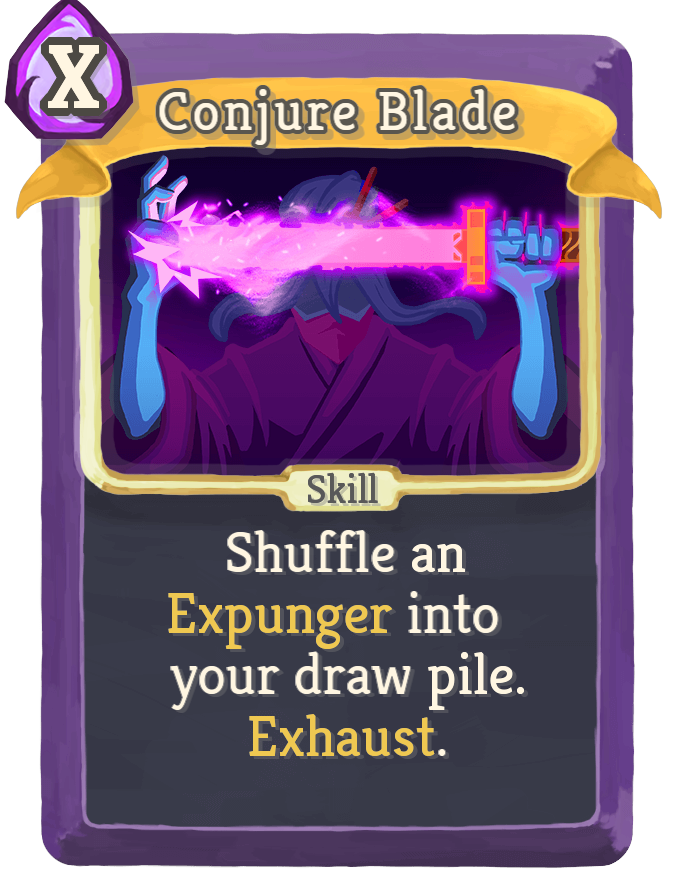 X
Conjure Blade
Skill
Shuffle an
Expunger into
your draw pile.
Exhaust.